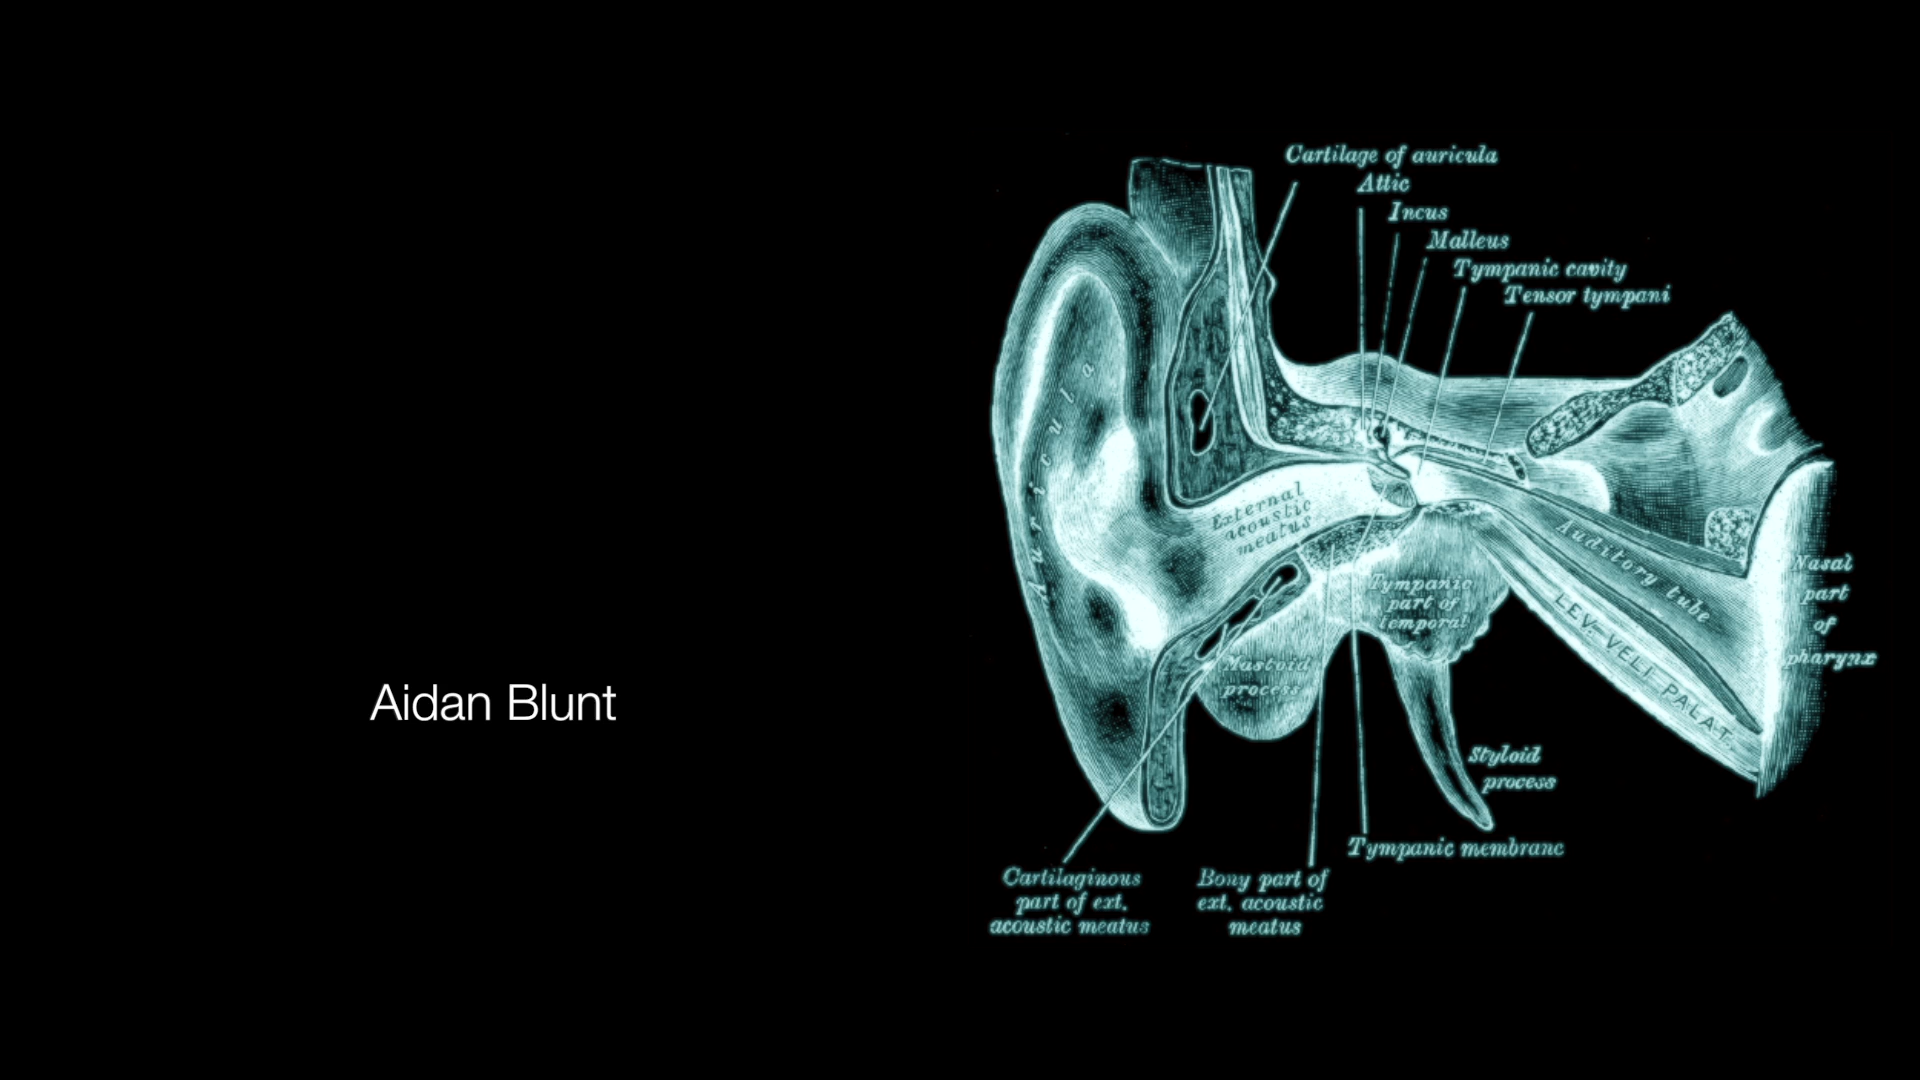 Aidan Blunt
Cartilage of auricula
Attic
Incus
Malleus
Tympanic cavity
Tensor tympani
Auricula
External
acoustic
meatus
Auditory tube
LEV. VELI PALAT.
Nasal
part
of
pharynx
Tympanic
part of
temporal
Mastoid
process
Styloid
process
Tympanic membrane
Cartilaginous
part of ext.
acoustic meatus
Bony part of
ext. acoustic
meatus